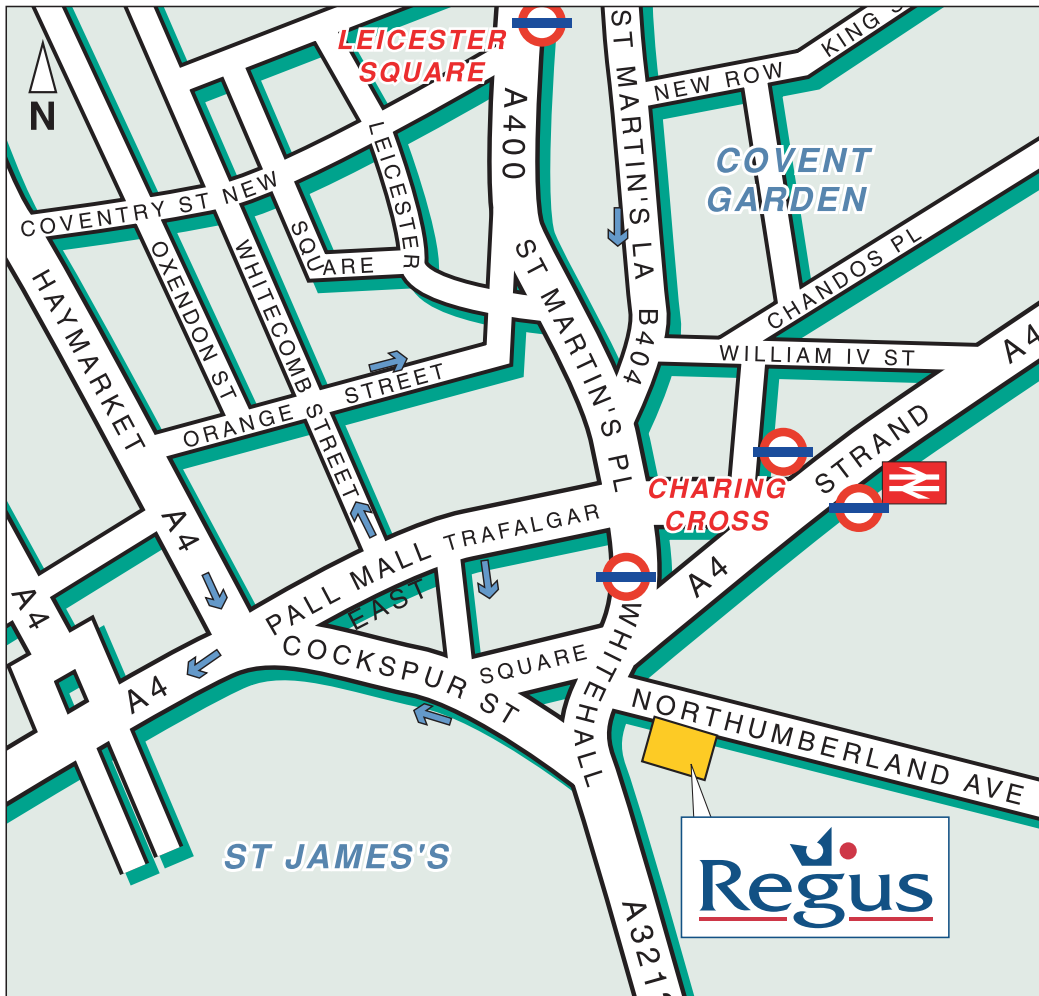 LEICESTER
SQUARE
N
ST MARTIN'S LA B404
KING S
NEW ROW
A400
COVENT
GARDEN
LEICESTER
SQUARE
COVENTRY ST NEW
OXENDON ST
WHITECOMB STREET
HAYMARKET
ST MARTIN'S PL
CHANDOS PL
WILLIAM IV ST
A4
ORANGE STREET
STRAND
CHARING
CROSS
TRAFALGAR
SQUARE
PALL MALL
EAST
A4
A4
A4
A4
COCKSPUR ST
WHITEHALL
NORTHUMBERLAND AVE
ST JAMES'S
Regus
A3212